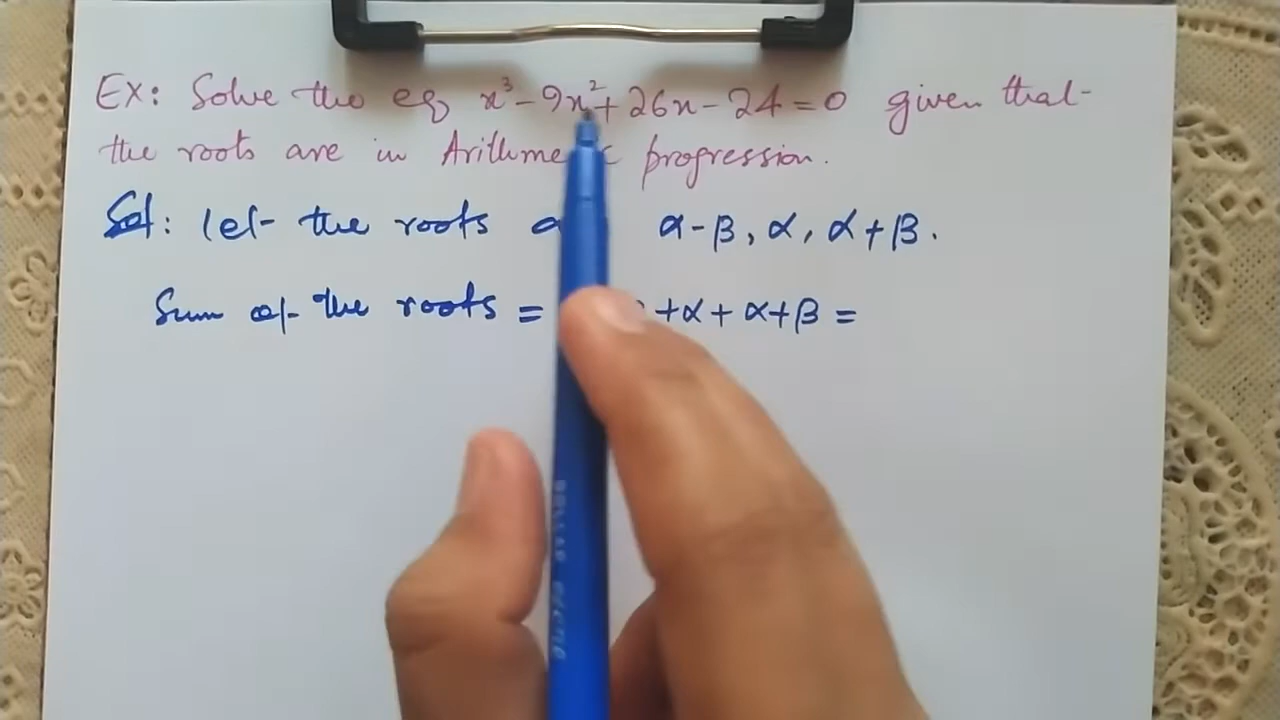 Ex: Solve the eq x³ - 9x² + 26x - 24 = 0 given that
the roots are in progression.
Sol: let the roots α-β, α, α+β.
Sum of the roots = +α + α+β =